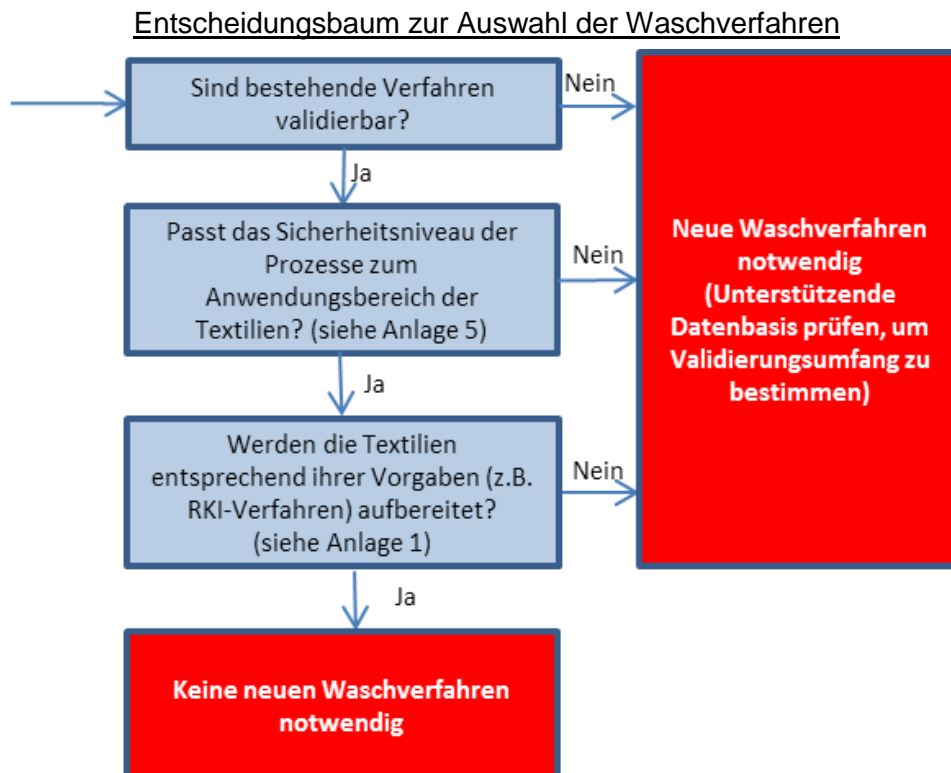 Entscheidungsbaum zur Auswahl der Waschverfahren
Sind bestehende Verfahren
validierbar?
Nein
Ja
Passt das Sicherheitsniveau der
Prozesse zum
Anwendungsbereich der
Textilien? (siehe Anlage 5)
Nein
Neue Waschverfahren
notwendig
(Unterstützende
Datenbasis prüfen, um
Validierungsumfang zu
bestimmen)
Ja
Werden die Textilien
entsprechend ihrer Vorgaben (z.B.
RKI-Verfahren) aufbereitet?
(siehe Anlage 1)
Nein
Ja
Keine neuen Waschverfahren
notwendig